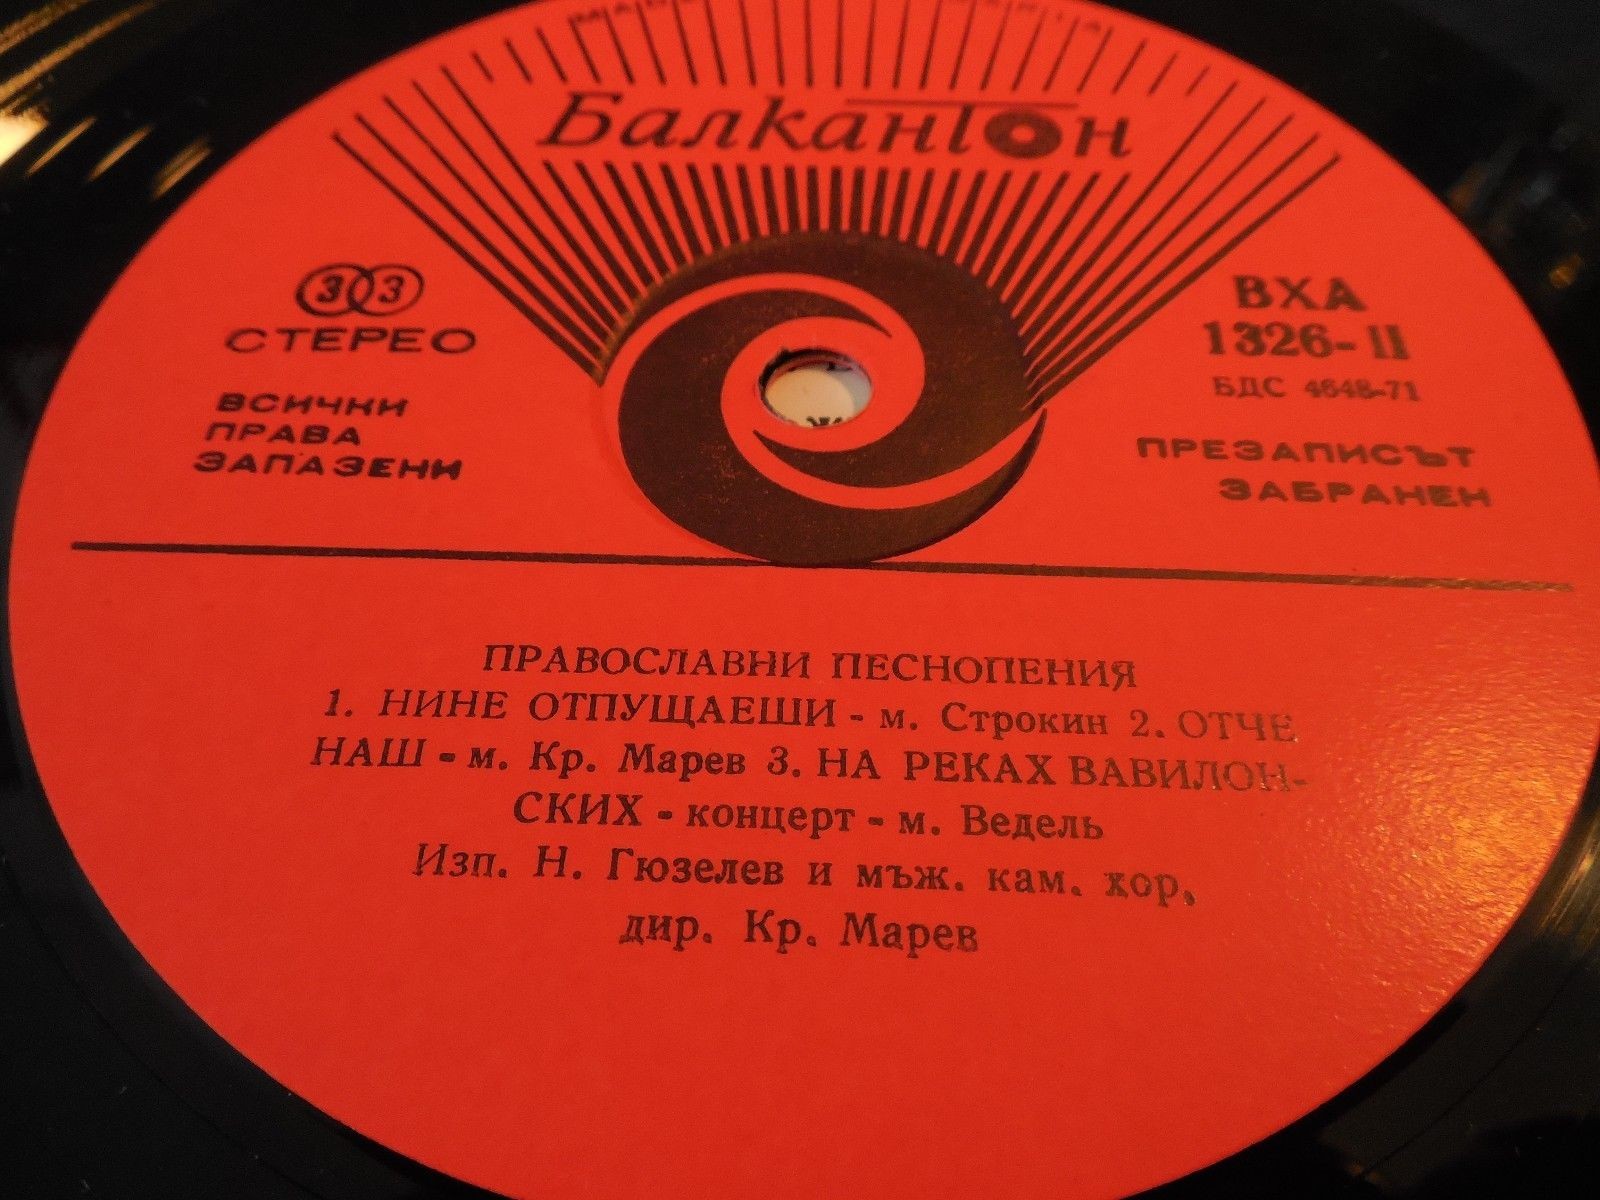 Балкантон
33
СТЕРЕО
ВСИЧКИ
ПРАВА
ЗАПАЗЕНИ
ВХА
1326-II
БДС 4648-71
ПРЕЗАПИСЪТ
ЗАБРАНЕН
ПРАВОСЛАВНИ ПЕСНОПЕНИЯ
1. НИНЕ ОТПУЩАЕШИ - м. Строкин 2. ОТЧЕ
НАШ - м. Кр. Марев 3. НА РЕКАХ ВАВИЛОН-
СКИХ - концерт - м. Ведель
Изп. Н. Гюзелев и мъж. кам. хор,
дир. Кр. Марев